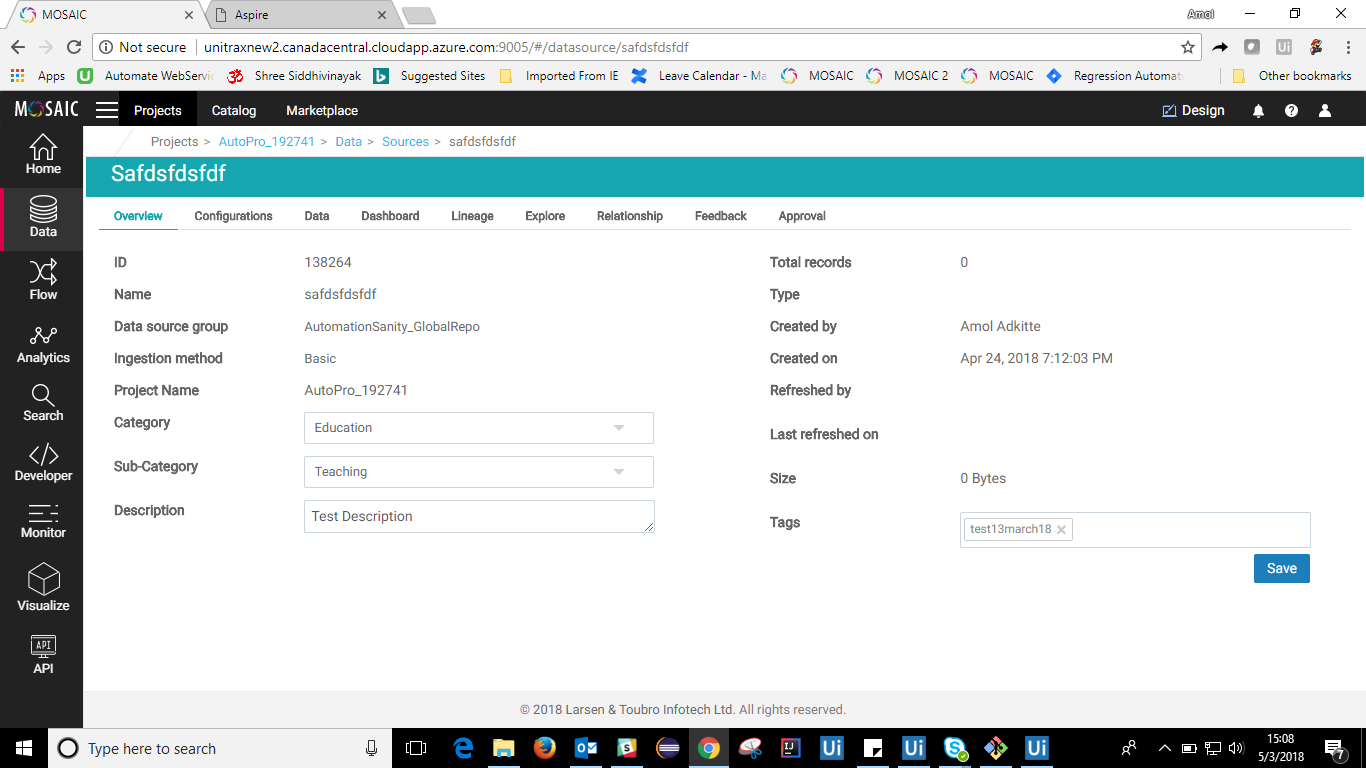 MOSAIC
Aspire
Amol
Not secure
unitraxnew2.canadacentral.cloudapp.azure.com:9005/#/datasource/safdsfdsfdf
Apps
Automate WebServic
Shree Siddhivinayak
Suggested Sites
Imported From IE
Leave Calendar - Ma
MOSAIC
MOSAIC 2
MOSAIC
Regression Automat
Other bookmarks
MOSAIC
Projects
Catalog
Marketplace
Design
Projects > AutoPro_192741 > Data > Sources > safdsfdsfdf
Safdsfdsfdf
Home
Data
Flow
Analytics
Search
Developer
Monitor
Visualize
API
API
Overview
Configurations
Data
Dashboard
Lineage
Explore
Relationship
Feedback
Approval
ID 138264
Name safdsfdsfdf
Data source group AutomationSanity_GlobalRepo
Ingestion method Basic
Project Name AutoPro_192741
Category Education
Sub-Category Teaching
Description Test Description
Total records 0
Type
Created by Amol Adkitte
Created on Apr 24, 2018 7:12:03 PM
Refreshed by
Last refreshed on
Size 0 Bytes
Tags test13march18
Save
© 2018 Larsen & Toubro Infotech Ltd. All rights reserved.
Type here to search
15:08
5/3/2018
7